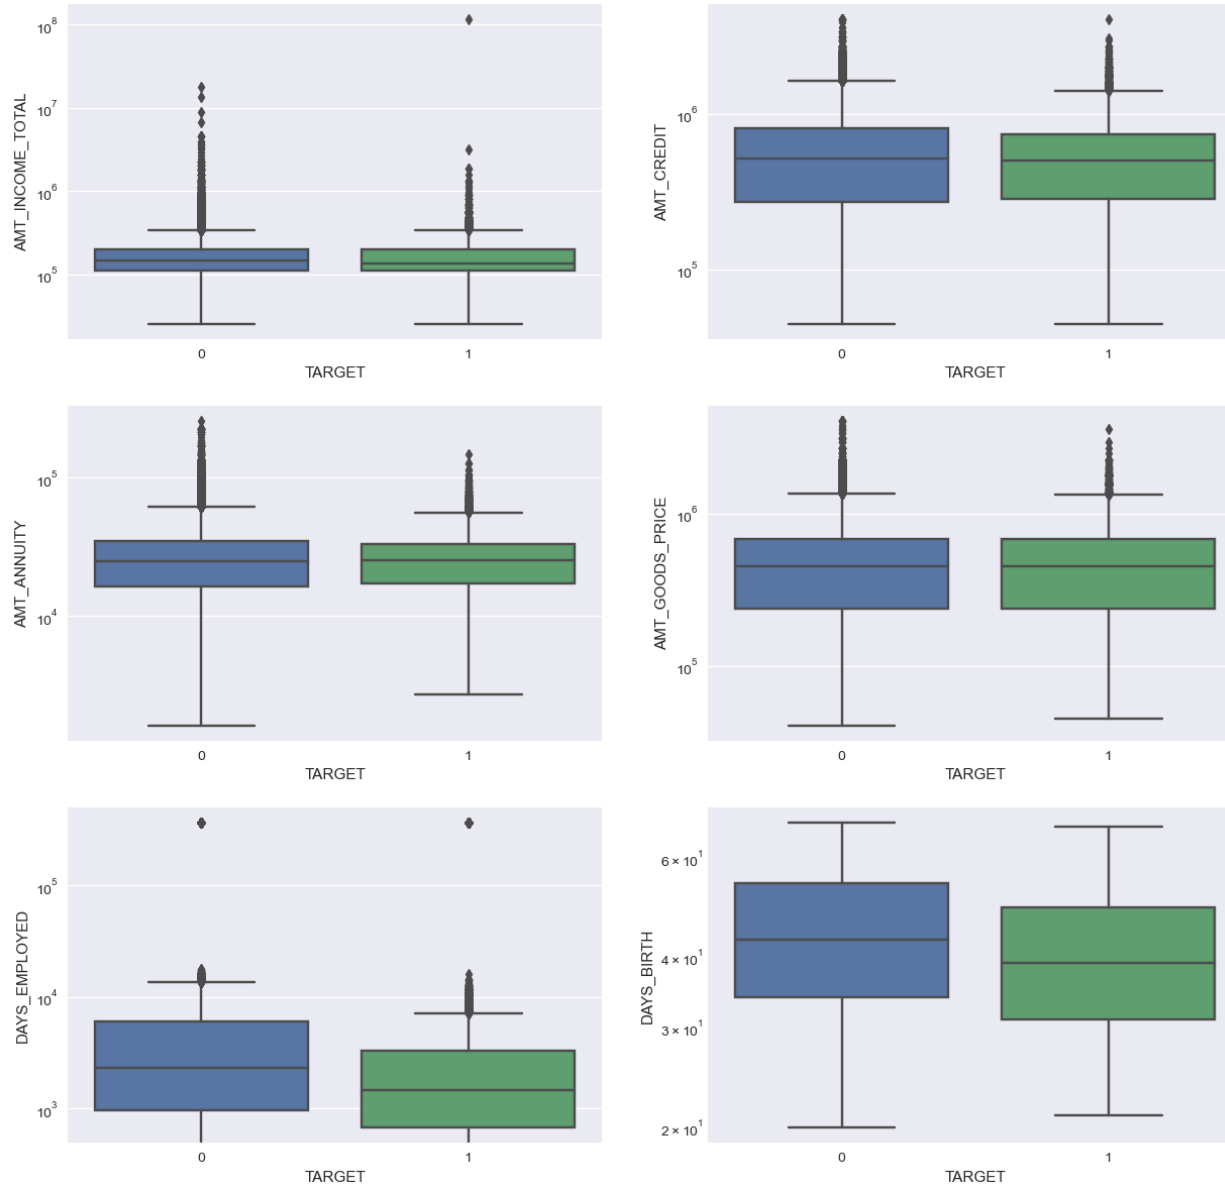 AMT_INCOME_TOTAL
10^8
10^7
10^6
10^5
0
1
TARGET
AMT_CREDIT
10^6
10^5
0
1
TARGET
AMT_ANNUITY
10^5
10^4
0
1
TARGET
AMT_GOODS_PRICE
10^6
10^5
0
1
TARGET
DAYS_EMPLOYED
10^5
10^4
10^3
0
1
TARGET
DAYS_BIRTH
6 × 10^1
4 × 10^1
3 × 10^1
2 × 10^1
0
1
TARGET